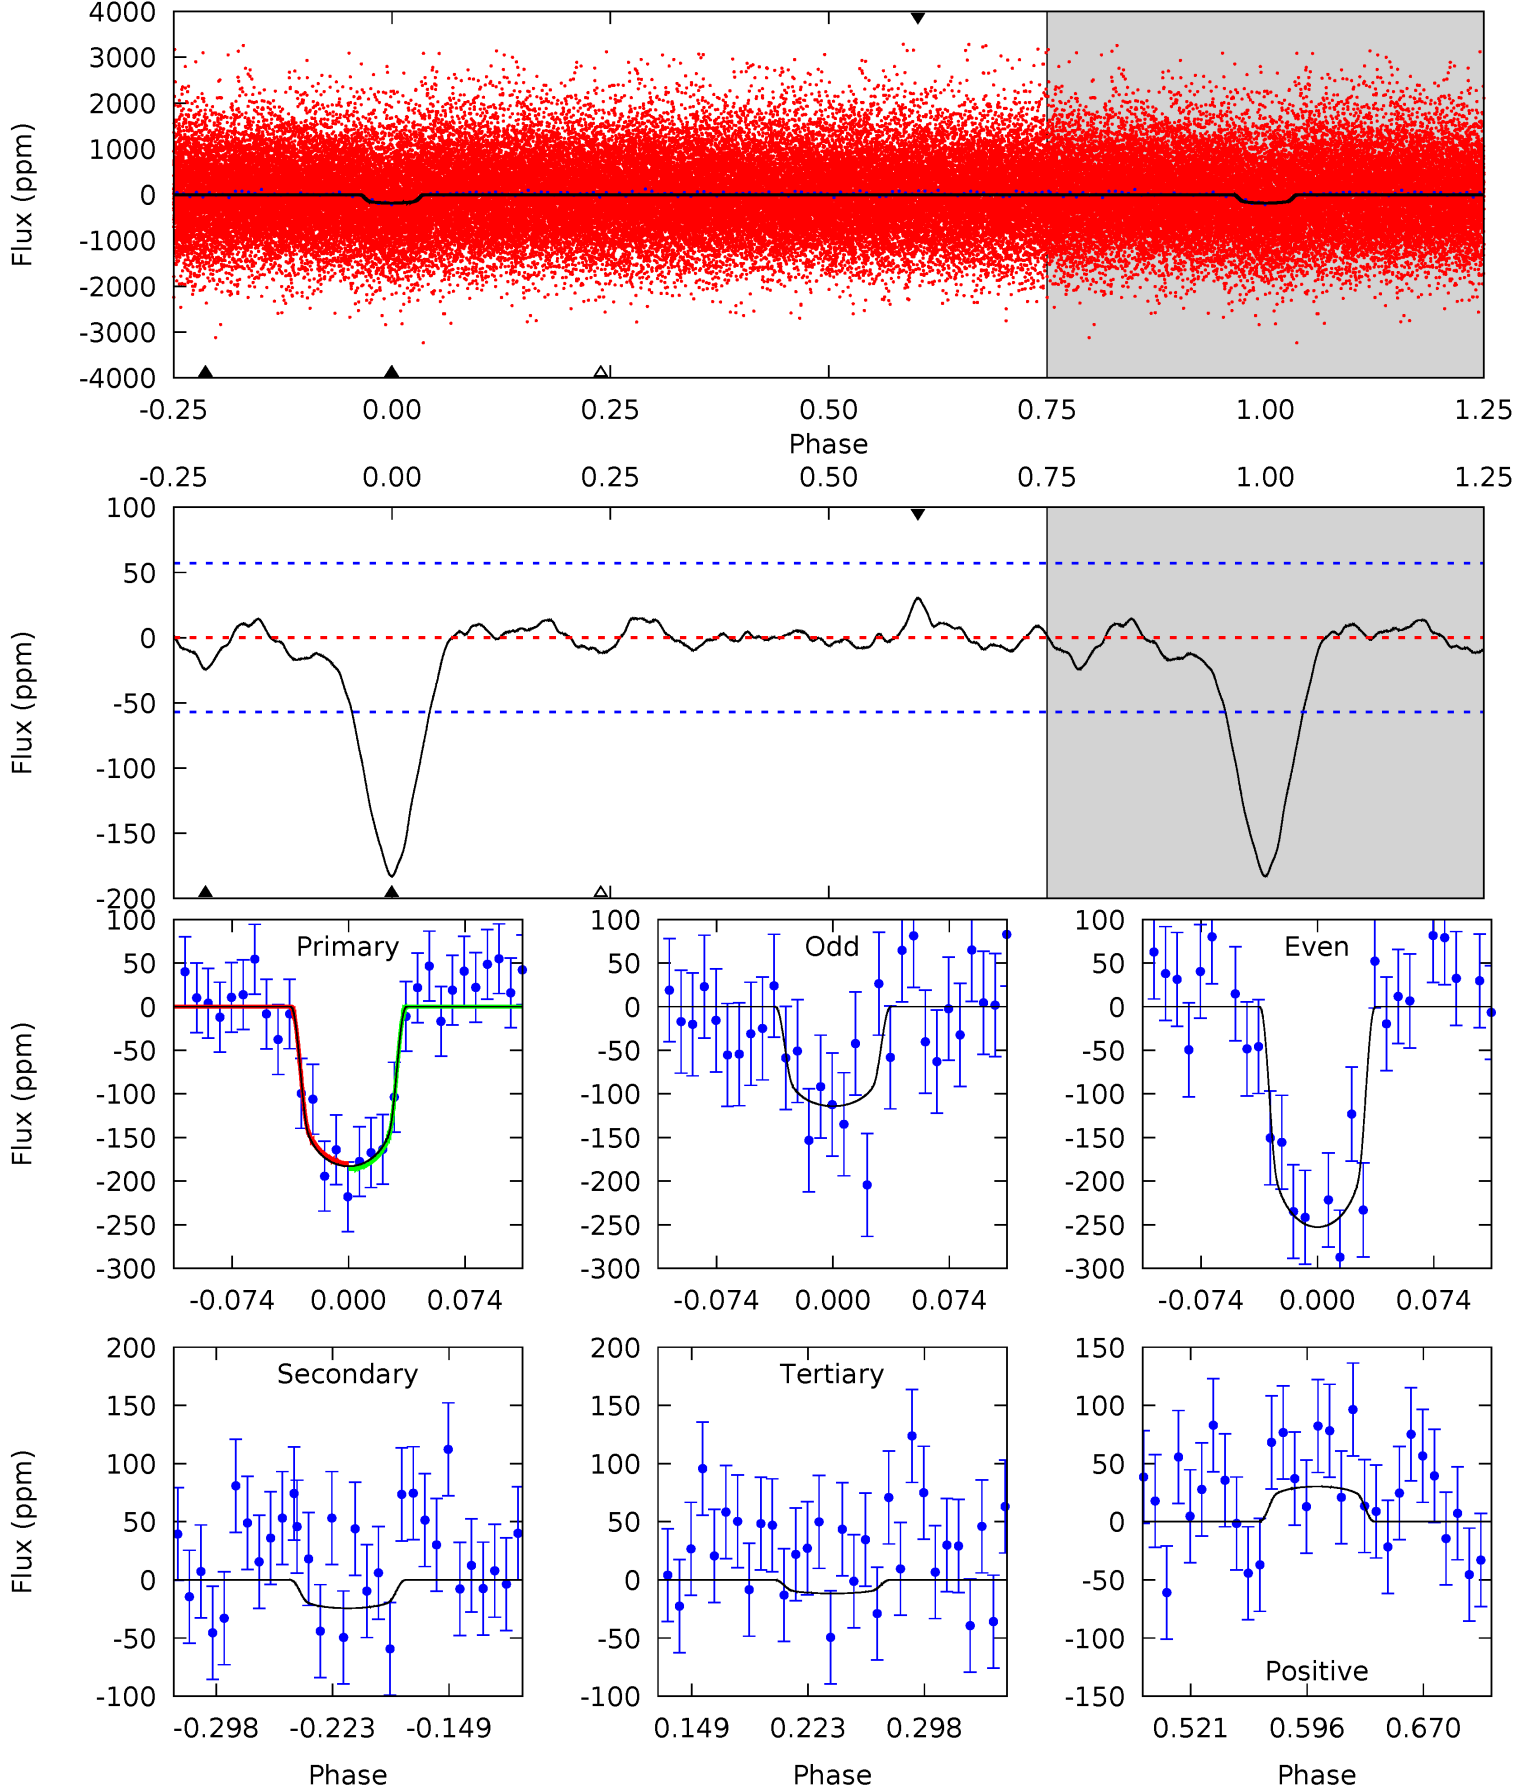 4000
3000
2000
1000
0
-1000
-2000
-3000
-4000
Flux (ppm)
-0.25 0.00 0.25 0.50 0.75 1.00 1.25
Phase
-0.25 0.00 0.25 0.50 0.75 1.00 1.25
100
50
0
-50
-100
-150
-200
Flux (ppm)
Primary Odd Even
100 100 100
50 50 50
0 0 0
-50 -50 -50
-100 -100 -100
-150 -150 -150
-200 -200 -200
-250 -250 -250
-300 -300 -300
Flux (ppm)
-0.074 0.000 0.074 -0.074 0.000 0.074 -0.074 0.000 0.074
Secondary Tertiary
200 200 150
150 150 100
100 100 50
50 50 0
0 0 -50
-50 -50 -100
-100 -100 -150
Positive
Flux (ppm)
-0.298 -0.223 -0.149 0.149 0.223 0.298 0.521 0.596 0.670
Phase Phase Phase